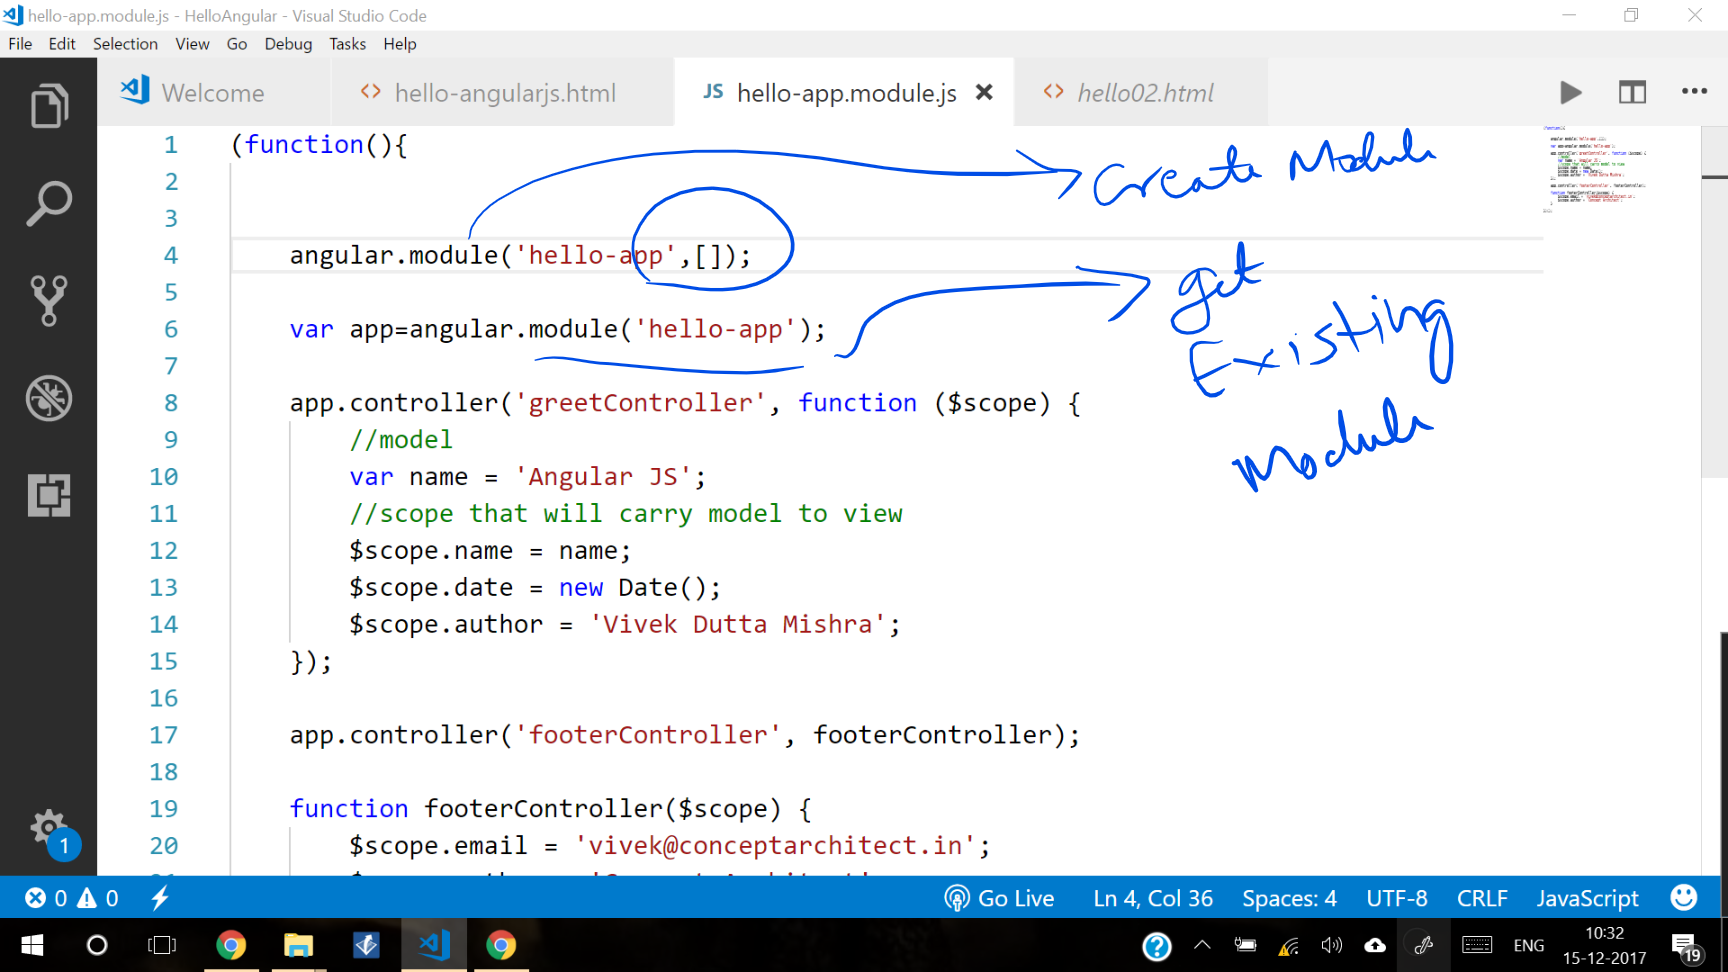 hello-app.module.js - HelloAngular - Visual Studio Code
File Edit Selection View Go Debug Tasks Help
Welcome hello-angularjs.html JS hello-app.module.js hello02.html
1 (function(){
2
3
4 angular.module('hello-app',[]);
5
6 var app=angular.module('hello-app');
7
8 app.controller('greetController', function ($scope) {
9 //model
10 var name = 'Angular JS';
11 //scope that will carry model to view
12 $scope.name = name;
13 $scope.date = new Date();
14 $scope.author = 'Vivek Dutta Mishra';
15 });
16
17 app.controller('footerController', footerController);
18
19 function footerController($scope) {
20 $scope.email = 'vivek@conceptarchitect.in';
Create Module
get
Existing
Module
1
0 0 Go Live Ln 4, Col 36 Spaces: 4 UTF-8 CRLF JavaScript
ENG 10:32
15-12-2017 19